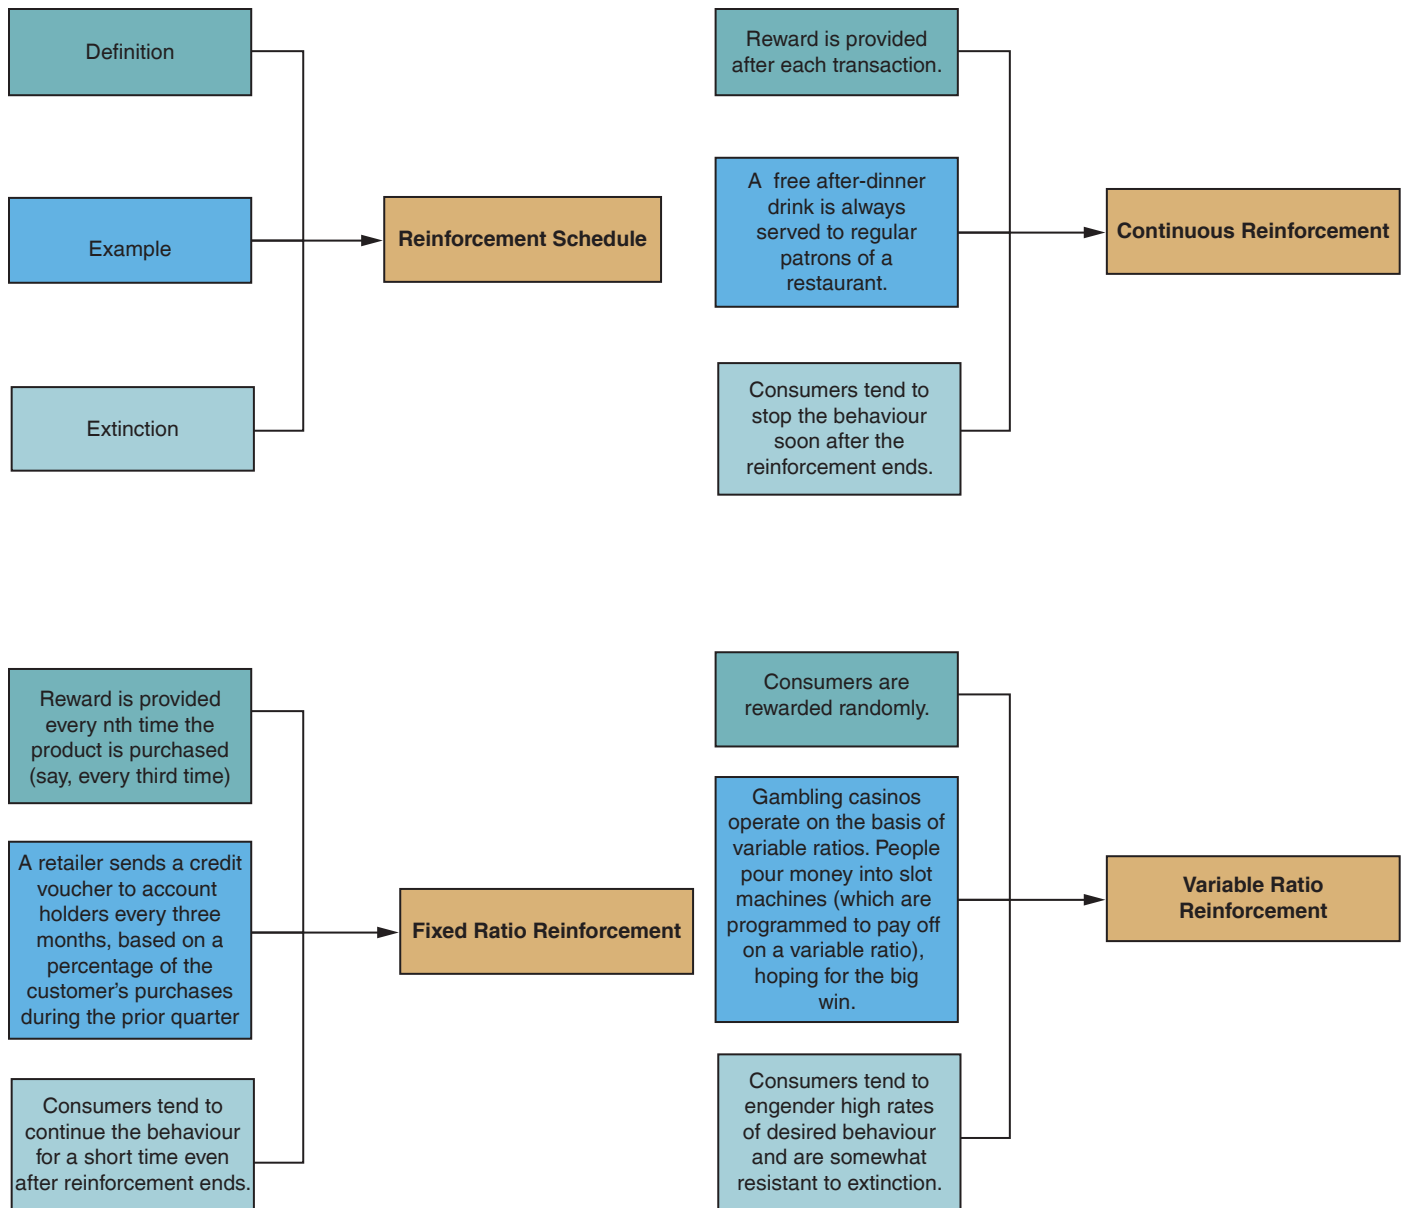 Definition
Example
Extinction
Reinforcement Schedule
Reward is provided
after each transaction.
A free after-dinner
drink is always
served to regular
patrons of a
restaurant.
Consumers tend to
stop the behaviour
soon after the
reinforcement ends.
Continuous Reinforcement
Reward is provided
every nth time the
product is purchased
(say, every third time)
A retailer sends a credit
voucher to account
holders every three
months, based on a
percentage of the
customer’s purchases
during the prior quarter
Consumers tend to
continue the behaviour
for a short time even
after reinforcement ends.
Fixed Ratio Reinforcement
Consumers are
rewarded randomly.
Gambling casinos
operate on the basis of
variable ratios. People
pour money into slot
machines (which are
programmed to pay off
on a variable ratio),
hoping for the big
win.
Consumers tend to
engender high rates
of desired behaviour
and are somewhat
resistant to extinction.
Variable Ratio
Reinforcement